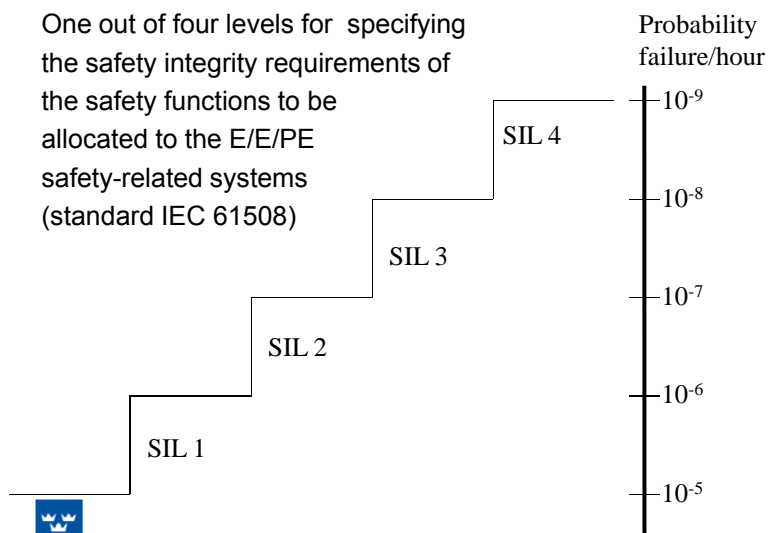 One out of four levels for specifying
the safety integrity requirements of
the safety functions to be
allocated to the E/E/PE
safety-related systems
(standard IEC 61508)
Probability
failure/hour
10-9
SIL 4
10-8
SIL 3
10-7
SIL 2
10-6
SIL 1
10-5